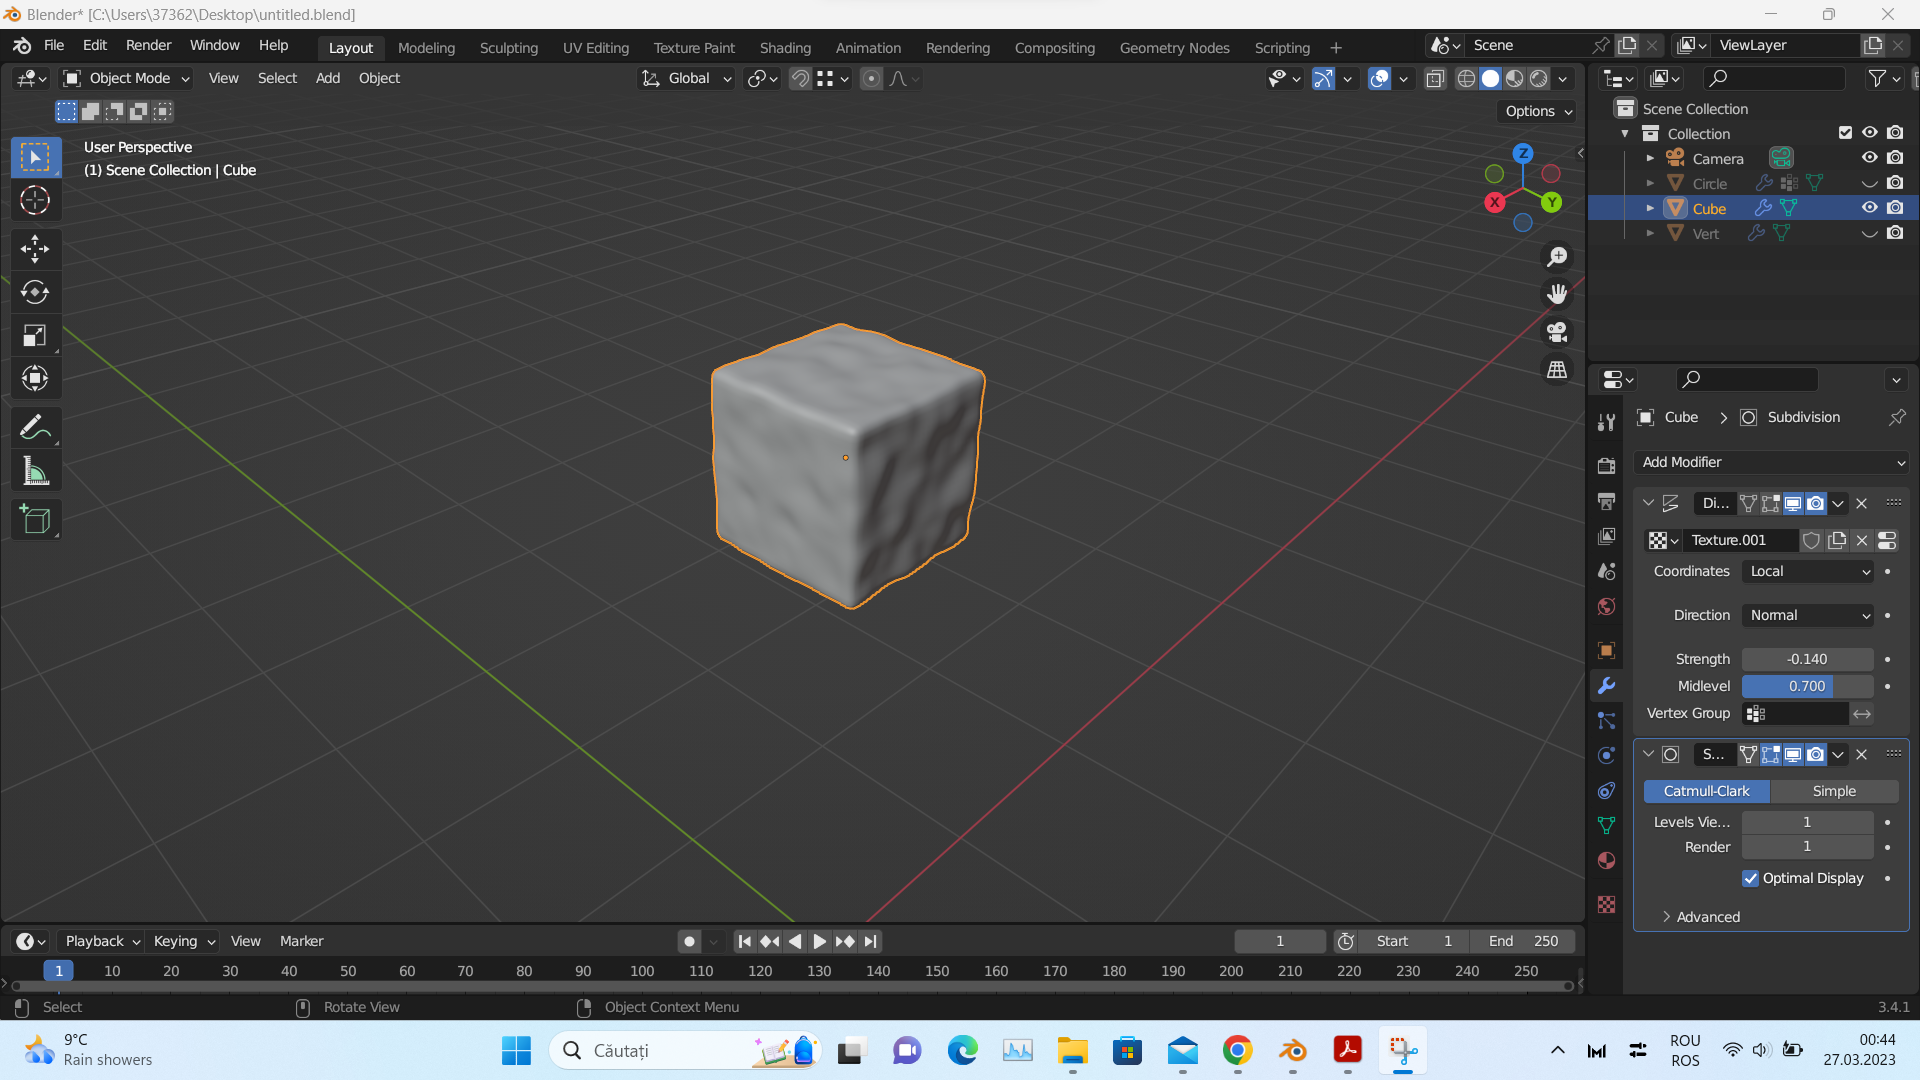 Blender* [C:\Users\37362\Desktop\untitled.blend]
File Edit Render Window Help Layout Modeling Sculpting UV Editing Texture Paint Shading Animation Rendering Compositing Geometry Nodes Scripting Scene ViewLayer
Object Mode View Select Add Object Global
Options
User Perspective
(1) Scene Collection | Cube
Z
X
Y
Scene Collection
Collection
Camera
Circle
Cube
Vert
Cube Subdivision
Add Modifier
Di...
Texture.001
Coordinates Local
Direction Normal
Strength -0.140
Midlevel 0.700
Vertex Group
S...
Catmull-Clark Simple
Levels Vie... 1
Render 1
Optimal Display
Advanced
Playback Keying View Marker 1 Start 1 End 250
1 10 20 30 40 50 60 70 80 90 100 110 120 130 140 150 160 170 180 190 200 210 220 230 240 250
Select Rotate View Object Context Menu 3.4.1
9°C
Rain showers
Căutați
ROU
ROS
00:44
27.03.2023